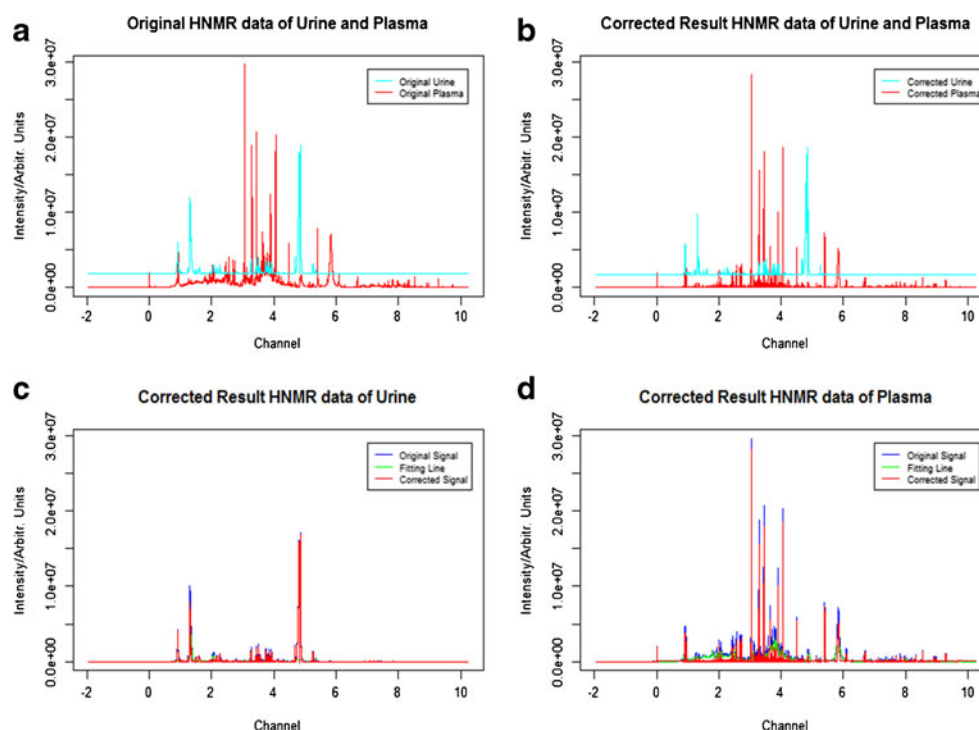 a
Original HNMR data of Urine and Plasma
Intensity/Arbitr. Units
0.0e+00 1.0e+07 2.0e+07 3.0e+07
Original Urine
Original Plasma
-2 0 2 4 6 8 10
Channel
b
Corrected Result HNMR data of Urine and Plasma
Intensity/Arbitr. Units
0.0e+00 1.0e+07 2.0e+07 3.0e+07
Corrected Urine
Corrected Plasma
-2 0 2 4 6 8 10
Channel
c
Corrected Result HNMR data of Urine
Intensity/Arbitr. Units
0.0e+00 1.0e+07 2.0e+07 3.0e+07
Original Signal
Fitting Line
Corrected Signal
-2 0 2 4 6 8 10
Channel
d
Corrected Result HNMR data of Plasma
Intensity/Arbitr. Units
0.0e+00 1.0e+07 2.0e+07 3.0e+07
Original Signal
Fitting Line
Corrected Signal
-2 0 2 4 6 8 10
Channel